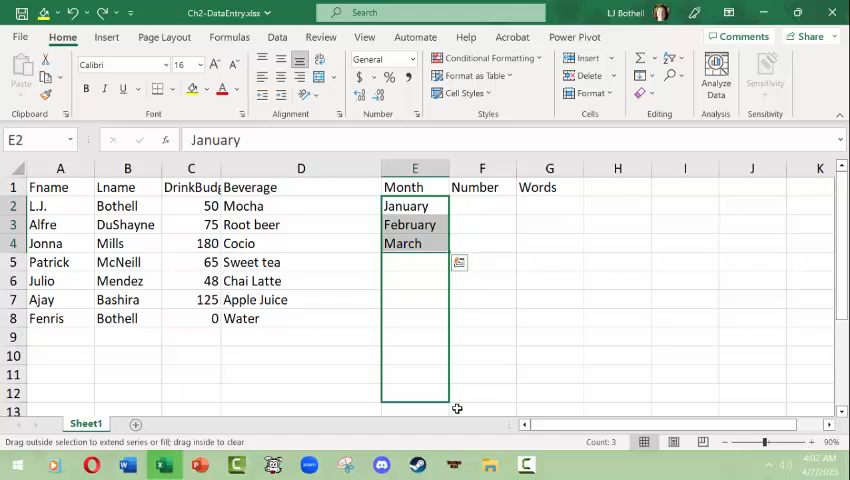 Ch2-DataEntry.xlsx
Search
LJ Bothell
File Home Insert Page Layout Formulas Data Review View Automate Help Acrobat Power Pivot Comments Share
Paste
Calibri 16
B I U
General
$ % 9
Conditional Formatting
Format as Table
Cell Styles
Insert
Delete
Format
Analyze Data
Sensitivity
Clipboard Font Alignment Number Styles Cells Editing Analysis Sensitivity
E2 fx January
A B C D E F G H I J K
1 Fname Lname DrinkBudg Beverage Month Number Words
2 L.J. Bothell 50 Mocha January
3 Alfre DuShayne 75 Root beer February
4 Jonna Mills 180 Cocio March
5 Patrick McNeill 65 Sweet tea
6 Julio Mendez 48 Chai Latte
7 Ajay Bashira 125 Apple Juice
8 Fenris Bothell 0 Water
9
10
11
12
13
Sheet1
Drag outside selection to extend series or fill; drag inside to clear
Count: 3
90%
4:02 AM
4/7/2023